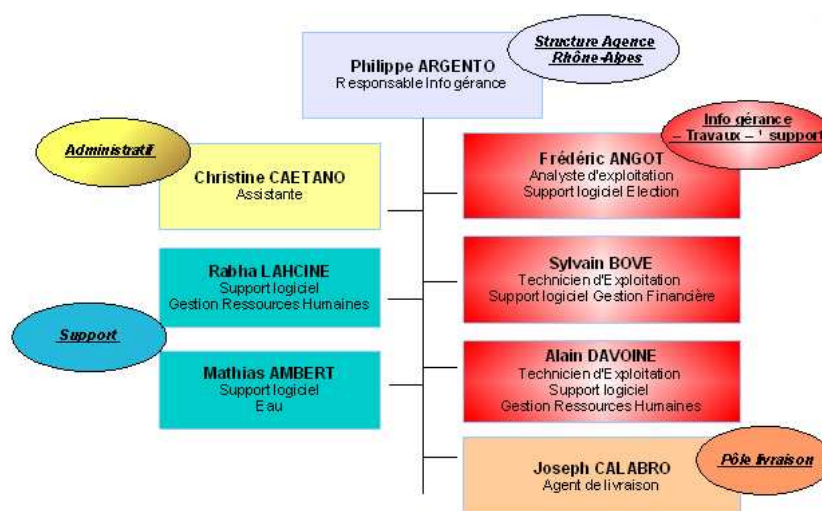 Structure Agence
Rhône-Alpes
Philippe ARGENTO
Responsable Info gérance
Administratif
Christine CAETANO
Assistante
Info gérance
– Travaux – ¹ support
Frédéric ANGOT
Analyste d'exploitation
Support logiciel Election
Rabha LAHCINE
Support logiciel
Gestion Ressources Humaines
Sylvain BOVE
Technicien d'Exploitation
Support logiciel Gestion Financière
Support
Mathias AMBERT
Support logiciel
Eau
Alain DAVOINE
Technicien d'Exploitation
Support logiciel
Gestion Ressources Humaines
Pôle livraison
Joseph CALABRO
Agent de livraison